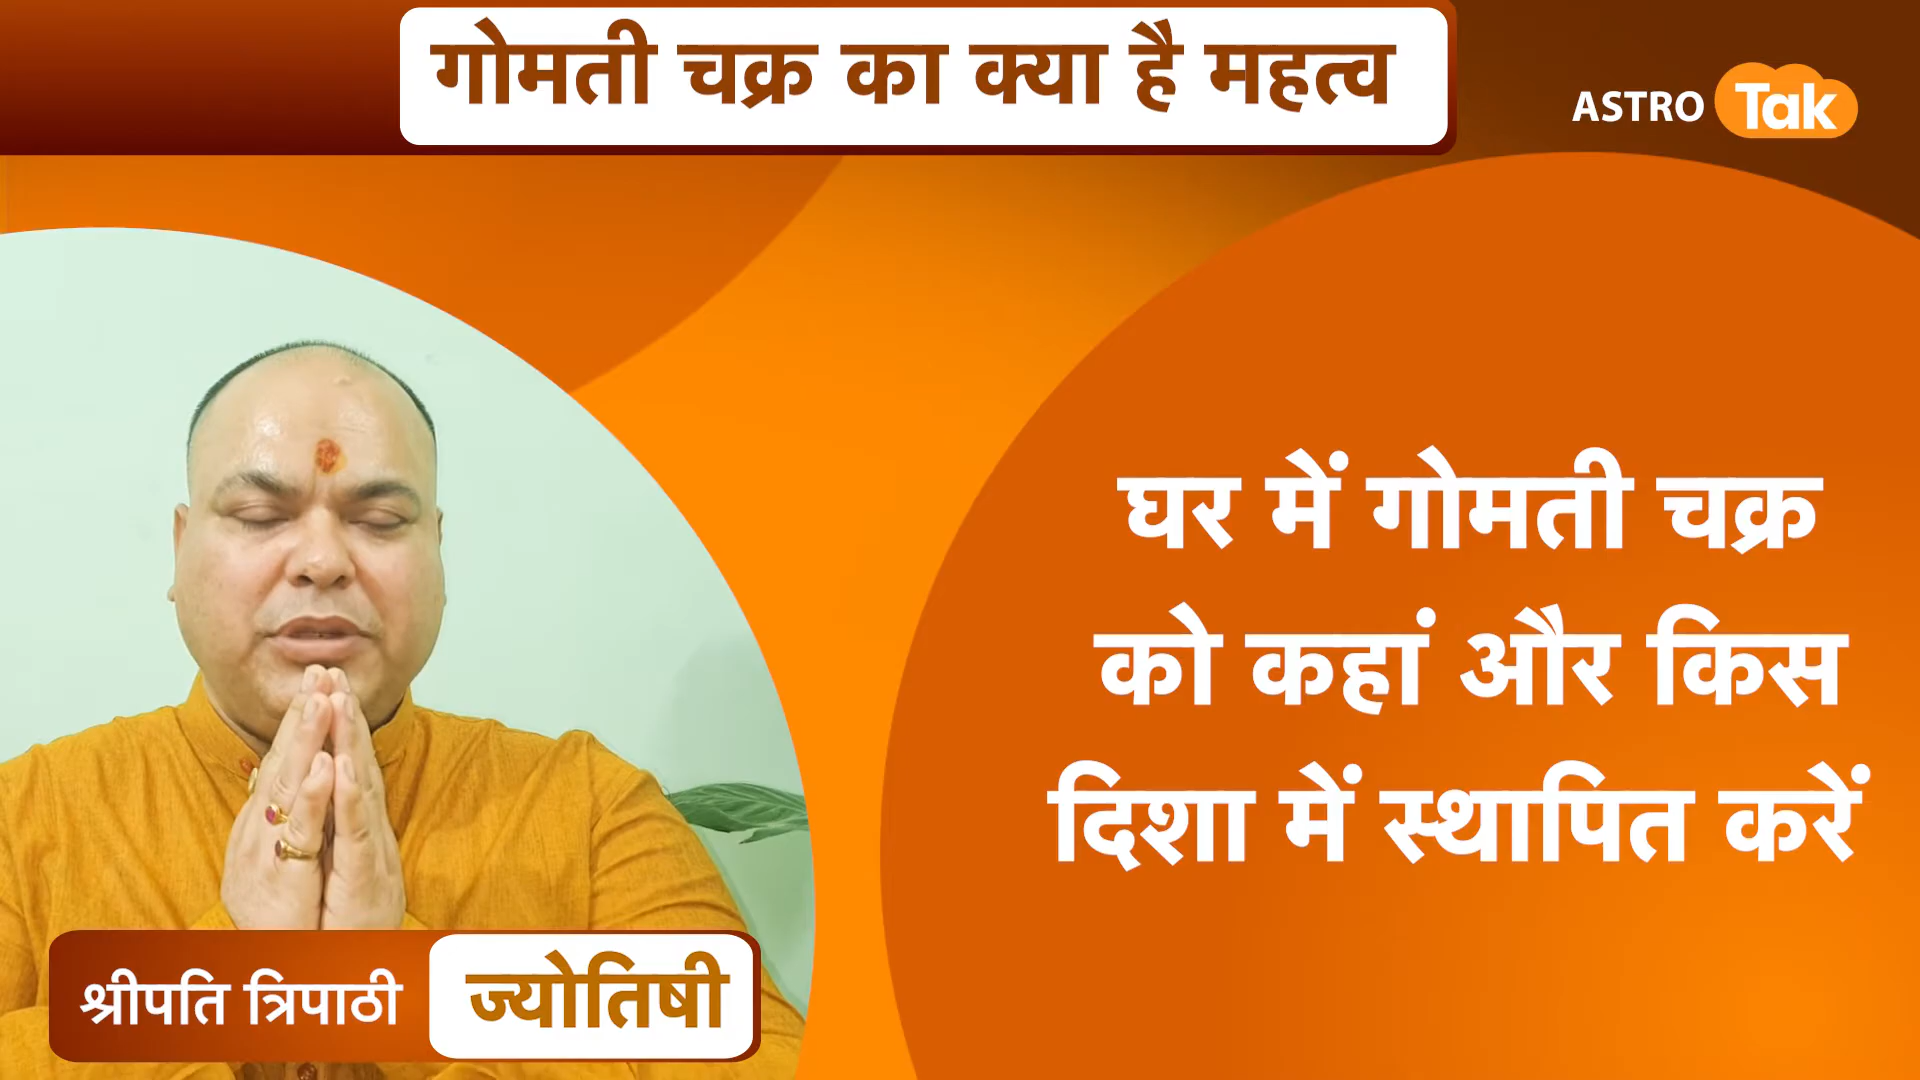 गोमती चक्र का क्या है महत्व
ASTRO Tak
घर में गोमती चक्र
को कहां और किस
दिशा में स्थापित करें
श्रीपति त्रिपाठी ज्योतिषी